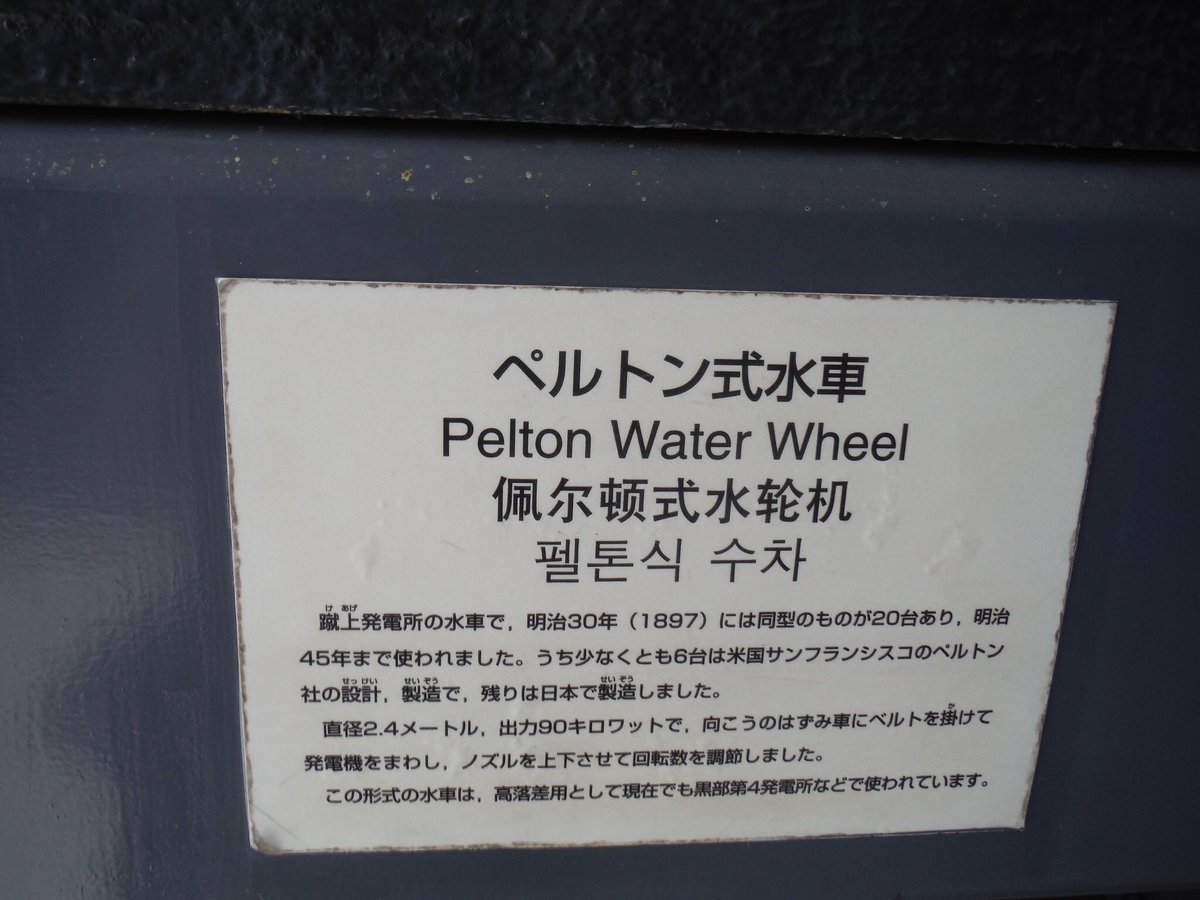 ペルトン式水車
Pelton Water Wheel
佩尔顿式水轮机
펠톤식 수차
蹴上発電所の水車で，明治30年（1897）には同型のものが20台あり，明治
45年まで使われました。うち少なくとも6台は米国サンフランシスコのペルトン
社の設計，製造で，残りは日本で製造しました。
直径2.4メートル，出力90キロワットで，向こうのはずみ車にベルトを掛けて
発電機をまわし，ノズルを上下させて回転数を調節しました。
この形式の水車は，高落差用として現在でも黒部第4発電所などで使われています。